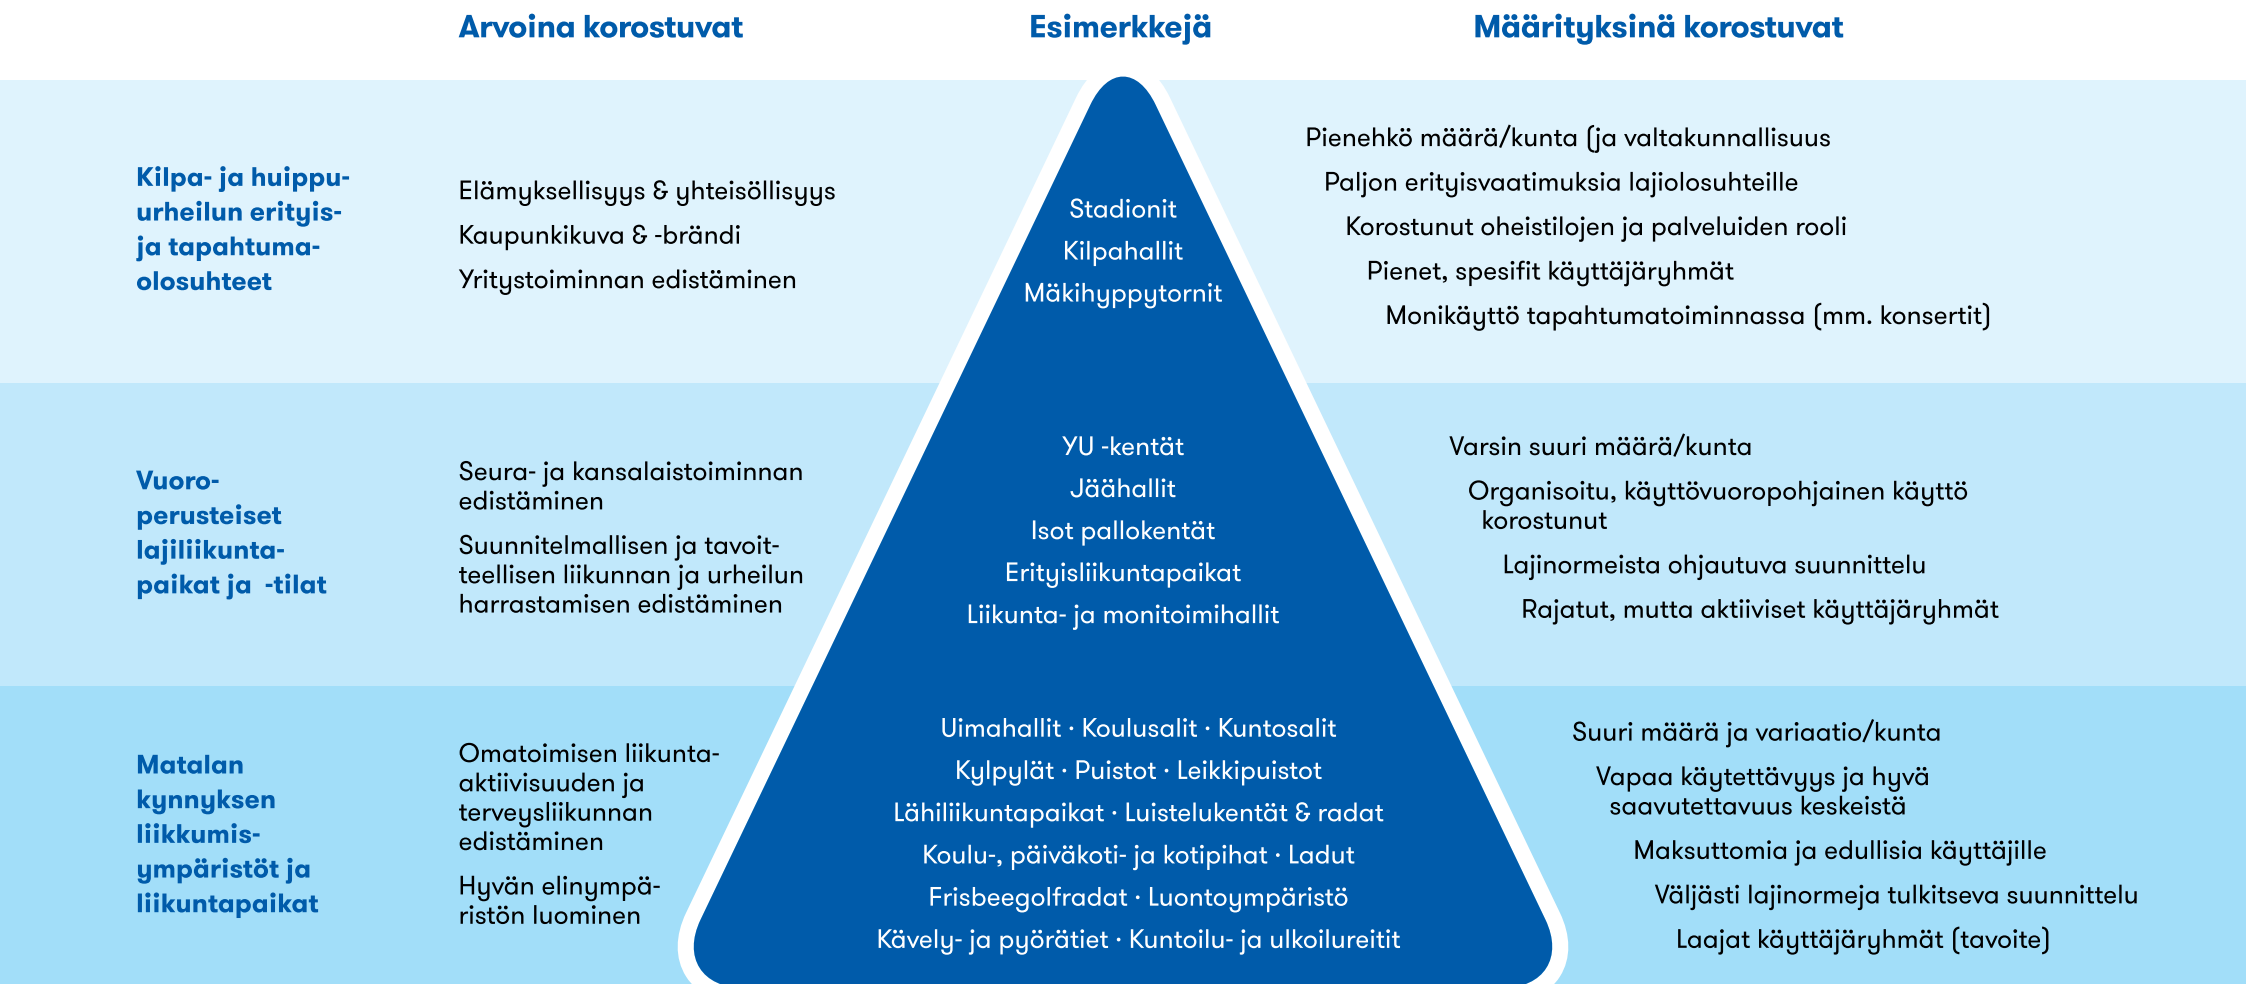 Arvoina korostuvat
Esimerkkejä
Määrityksinä korostuvat
Kilpa- ja huippu-
urheilun erityis-
ja tapahtuma-
olosuhteet
Elämyksellisyys & yhteisöllisyys
Kaupunkikuva & -brändi
Yritystoiminnan edistäminen
Stadionit
Kilpahallit
Mäkihyppytornit
Pienehkö määrä/kunta (ja valtakunnallisuus
Paljon erityisvaatimuksia lajiolosuhteille
Korostunut oheistilojen ja palveluiden rooli
Pienet, spesifit käyttäjäryhmät
Monikäyttö tapahtumatoiminnassa (mm. konsertit)
Vuoro-
perusteiset
lajiliikunta-
paikat ja -tilat
Seura- ja kansalaistoiminnan
edistäminen
Suunnitelmallisen ja tavoit-
teellisen liikunnan ja urheilun
harrastamisen edistäminen
YU -kentät
Jäähallit
Isot pallokentät
Erityisliikuntapaikat
Liikunta- ja monitoimihallit
Varsin suuri määrä/kunta
Organisoitu, käyttövuoropohjainen käyttö
korostunut
Lajinormeista ohjautuva suunnittelu
Rajatut, mutta aktiiviset käyttäjäryhmät
Matalan
kynnyksen
liikkumis-
ympäristöt ja
liikuntapaikat
Omatoimisen liikunta-
aktiivisuuden ja
terveysliikunnan
edistäminen
Hyvän elinympä-
ristön luominen
Uimahallit · Koulusalit · Kuntosalit
Kylpylät · Puistot · Leikkipuistot
Lähiliikuntapaikat · Luistelukentät & radat
Koulu-, päiväkoti- ja kotipihat · Ladut
Frisbeegolfradat · Luontoympäristö
Kävely- ja pyörätiet · Kuntoilu- ja ulkoilureitit
Suuri määrä ja variaatio/kunta
Vapaa käytettävyys ja hyvä
saavutettavuus keskeistä
Maksuttomia ja edullisia käyttäjille
Väljästi lajinormeja tulkitseva suunnittelu
Laajat käyttäjäryhmät (tavoite)